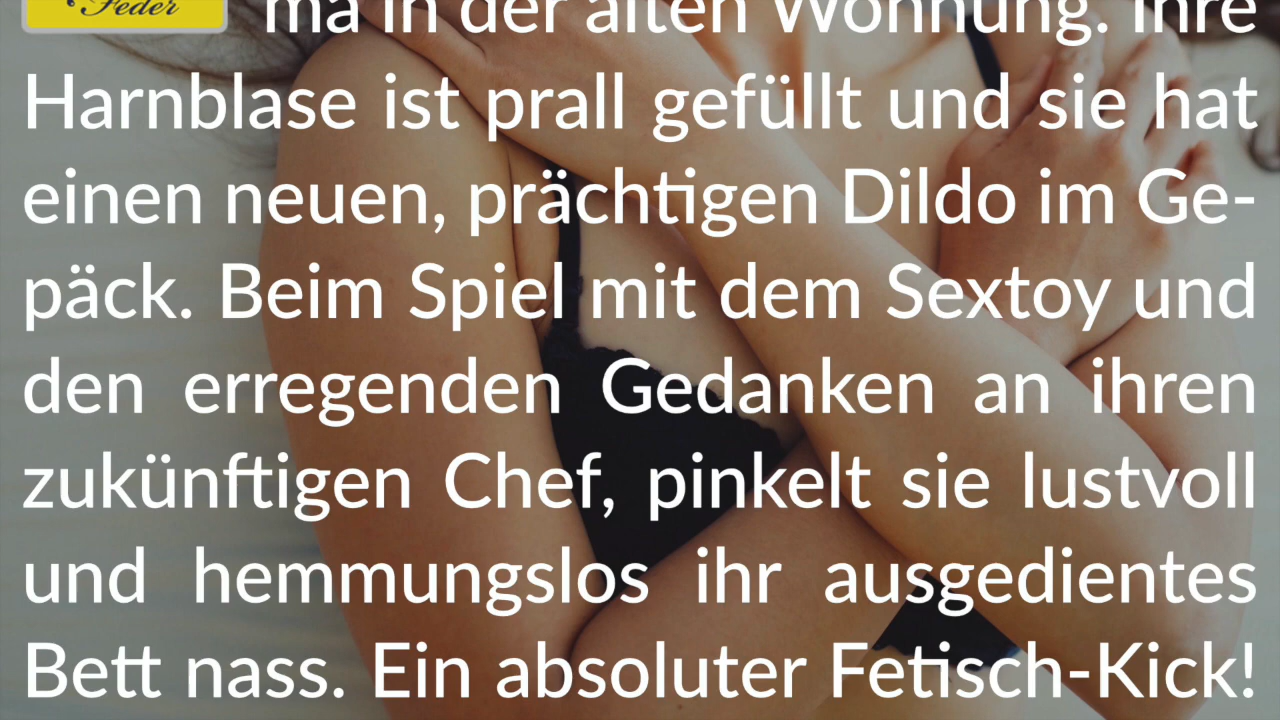 Feder
ma in der alten Wohnung. Ihre
Harnblase ist prall gefüllt und sie hat
einen neuen, prächtigen Dildo im Ge-
päck. Beim Spiel mit dem Sextoy und
den erregenden Gedanken an ihren
zukünftigen Chef, pinkelt sie lustvoll
und hemmungslos ihr ausgedientes
Bett nass. Ein absoluter Fetisch-Kick!